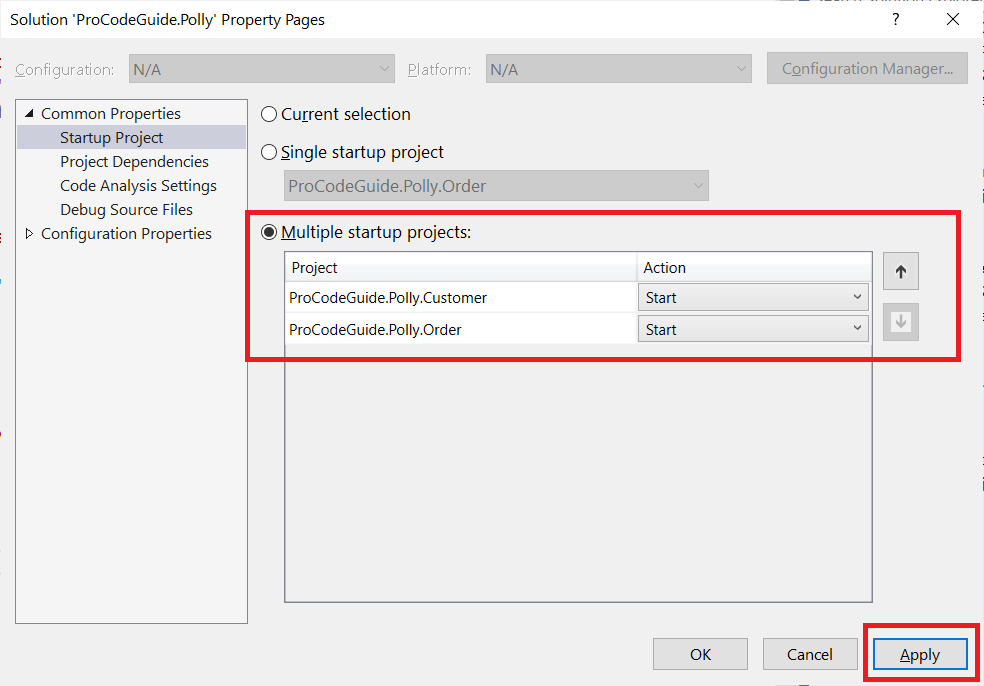 Solution 'ProCodeGuide.Polly' Property Pages
?
Configuration: N/A Platform: N/A Configuration Manager...
Common Properties
Startup Project
Project Dependencies
Code Analysis Settings
Debug Source Files
Configuration Properties
Current selection
Single startup project
ProCodeGuide.Polly.Order
Multiple startup projects:
Project Action
ProCodeGuide.Polly.Customer Start
ProCodeGuide.Polly.Order Start
OK Cancel Apply